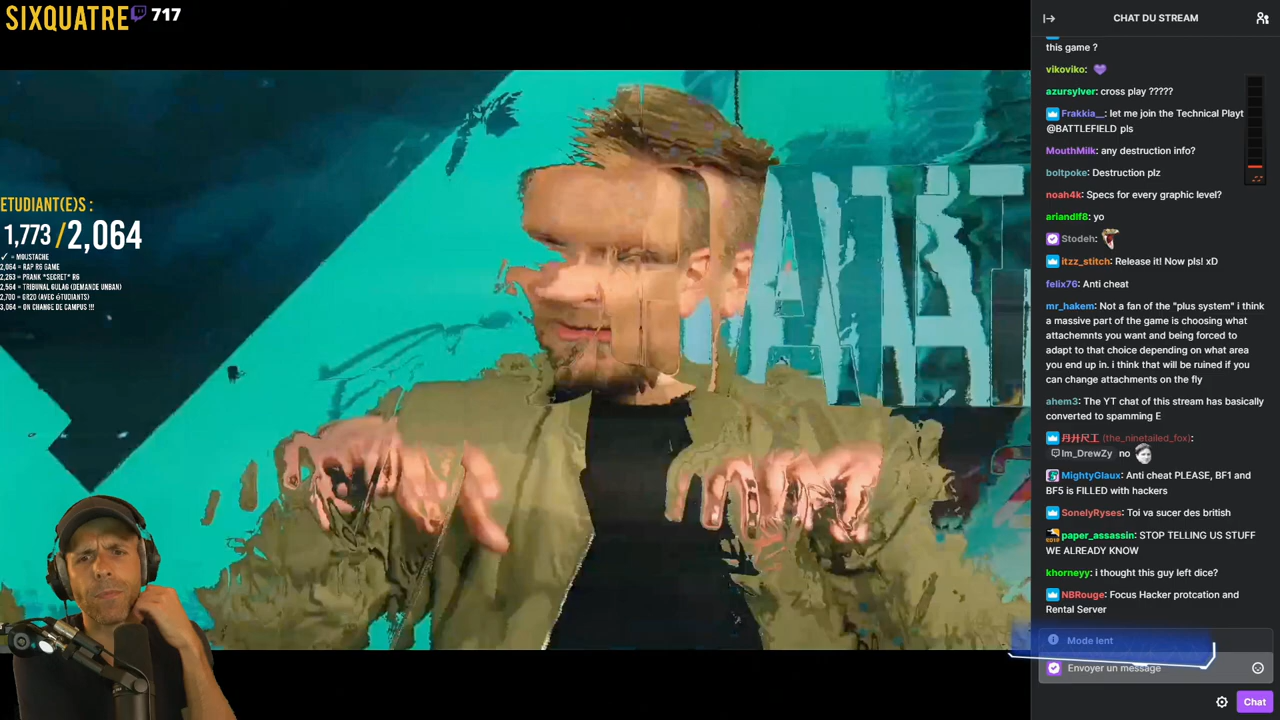 SIXQUATRE 717
ETUDIANT(E)S :
1,773 / 2,064
✓ = MOUSTACHE
2,064 = RAP R6 GAME
2,263 = PRANK *SECRET* R6
2,564 = TRIBUNAL GULAG (DEMANDE UNBAN)
2,700 = GR20 (AVEC ÉTUDIANTS)
3,064 = ON CHANGE DE CAMPUS !!!
CHAT DU STREAM
this game ?
vikoviko:
azursylver: cross play ?????
Frakkia__: let me join the Technical Playt
@BATTLEFIELD pls
MouthMilk: any destruction info?
boltpoke: Destruction plz
noah4k: Specs for every graphic level?
ariandlf8: yo
Stodeh:
itzz_stitch: Release it! Now pls! xD
felix76: Anti cheat
mr_hakem: Not a fan of the "plus system" i think
a massive part of the game is choosing what
attachemnts you want and being forced to
adapt to that choice depending on what area
you end up in. i think that will be ruined if you
can change attachments on the fly
ahem3: The YT chat of this stream has basically
converted to spamming E
(the_ninetailed_fox):
Im_DrewZy no
MightyGlaux: Anti cheat PLEASE, BF1 and
BF5 is FILLED with hackers
SonelyRyses: Toi va sucer des british
paper_assassin: STOP TELLING US STUFF
WE ALREADY KNOW
khorneyy: i thought this guy left dice?
NBRouge: Focus Hacker protcation and
Rental Server
Mode lent
Envoyer un message
Chat